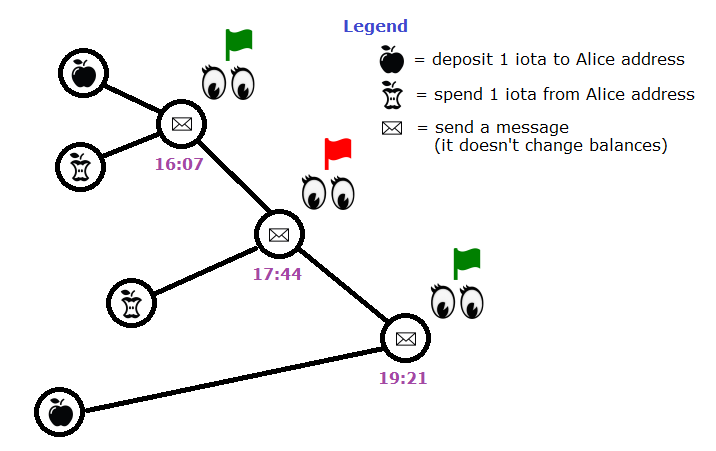 Legend
= deposit 1 iota to Alice address
= spend 1 iota from Alice address
= send a message
(it doesn't change balances)
16:07
17:44
19:21